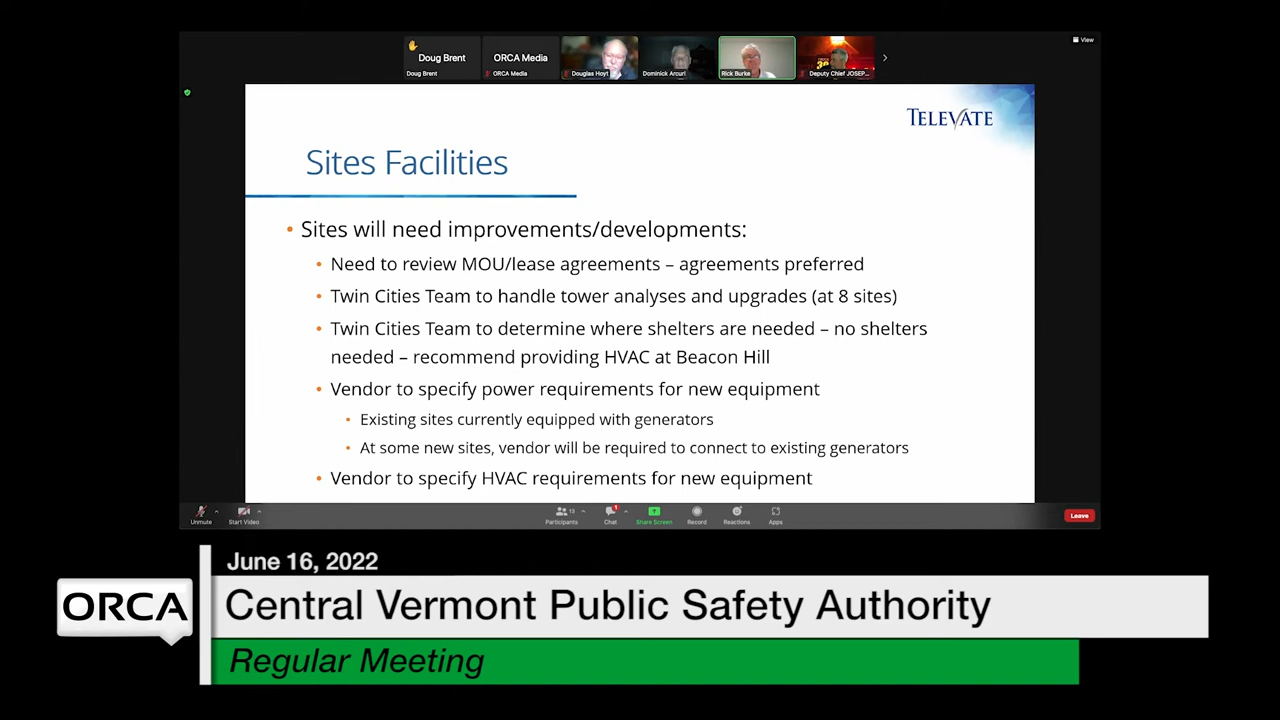 Doug Brent
ORCA Media
View
Doug Brent
ORCA Media
Douglas Hoyt
Dominick Arcuri
Rick Burke
Deputy Chief JOSEP...
TELEVATE
Sites Facilities
• Sites will need improvements/developments:
• Need to review MOU/lease agreements – agreements preferred
• Twin Cities Team to handle tower analyses and upgrades (at 8 sites)
• Twin Cities Team to determine where shelters are needed – no shelters
needed – recommend providing HVAC at Beacon Hill
• Vendor to specify power requirements for new equipment
• Existing sites currently equipped with generators
• At some new sites, vendor will be required to connect to existing generators
• Vendor to specify HVAC requirements for new equipment
Unmute
Start Video
Participants
13
Chat
1
Share Screen
Record
Reactions
Apps
Leave
June 16, 2022
ORCA
Central Vermont Public Safety Authority
Regular Meeting